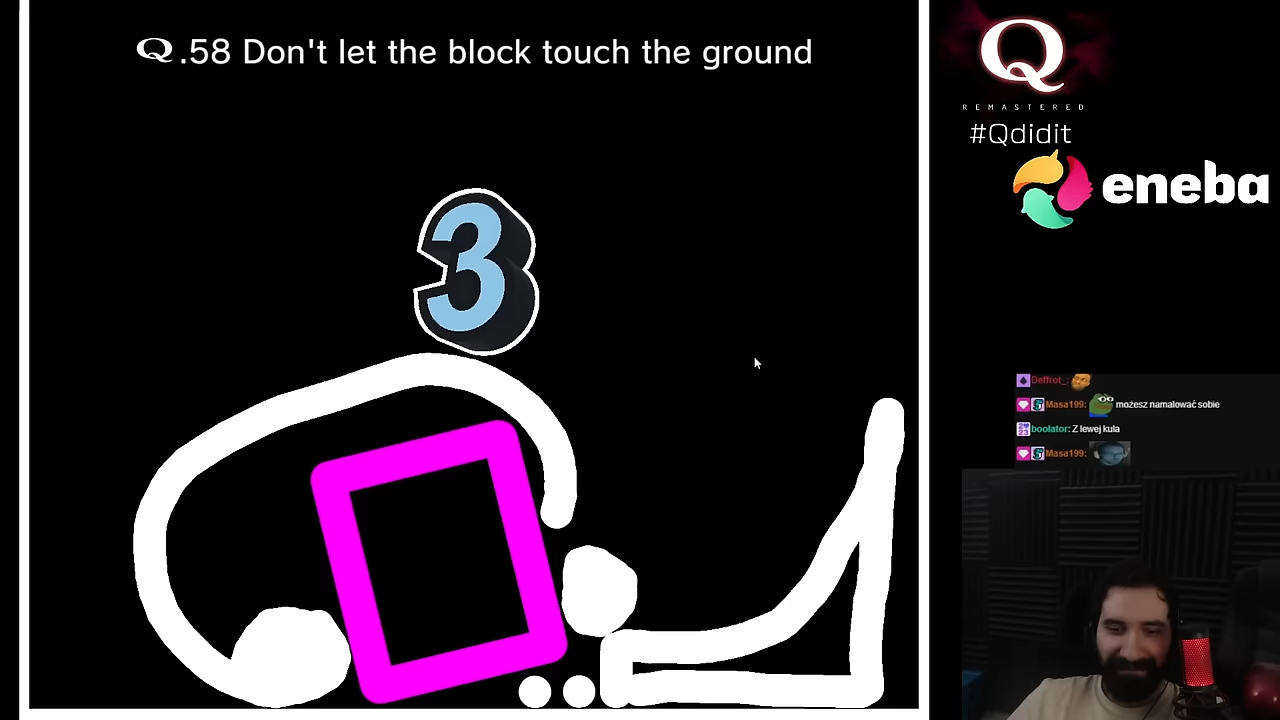 Q.58 Don't let the block touch the ground
3
Q
REMASTERED
#Qdidit
eneba
Deffrot_:
Masa199: możesz namalować sobie
boolator: Z lewej kula
Masa199: